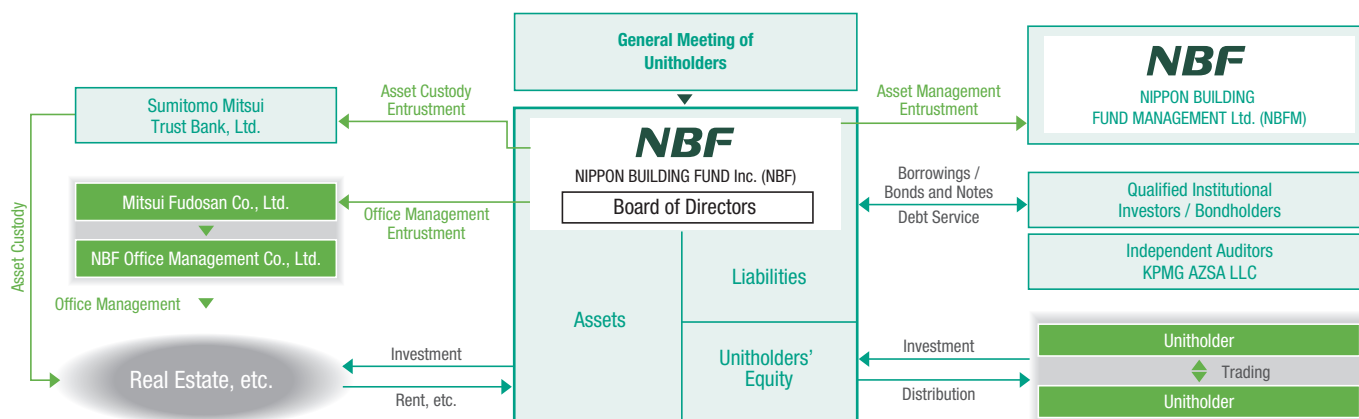 General Meeting of
Unitholders
Sumitomo Mitsui
Trust Bank, Ltd.
Asset Custody
Entrustment
Asset Management
Entrustment
NBF
NIPPON BUILDING
FUND MANAGEMENT Ltd. (NBFM)
NBF
NIPPON BUILDING FUND Inc. (NBF)
Board of Directors
Mitsui Fudosan Co., Ltd.
NBF Office Management Co., Ltd.
Office Management
Entrustment
Borrowings /
Bonds and Notes
Debt Service
Qualified Institutional
Investors / Bondholders
Independent Auditors
KPMG AZSA LLC
Asset Custody
Office Management
Assets
Liabilities
Unitholders'
Equity
Real Estate, etc.
Investment
Rent, etc.
Investment
Distribution
Unitholder
Trading
Unitholder